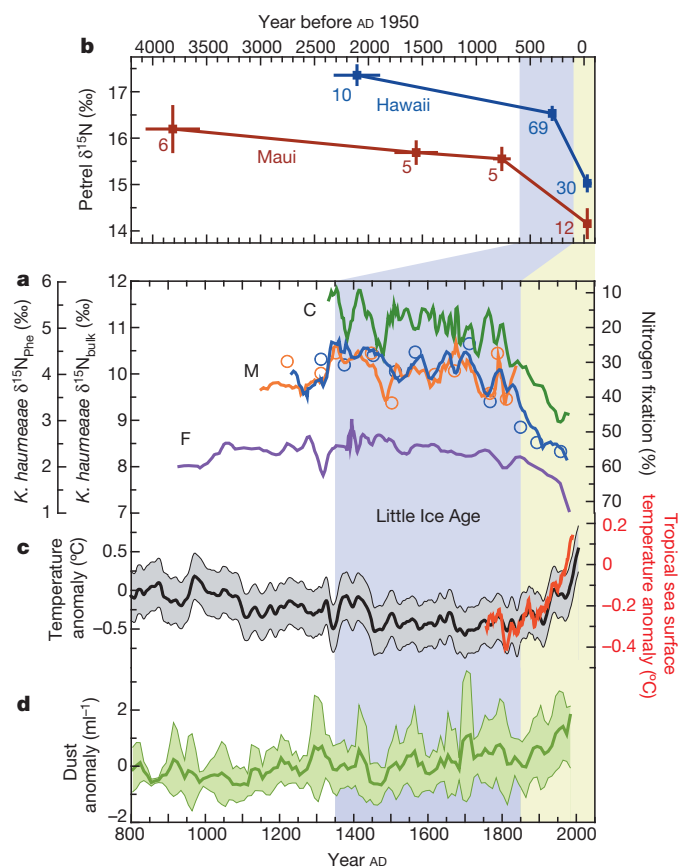 Year before AD 1950
b
4000 3500 3000 2500 2000 1500 1000 500 0
Petrel δ¹⁵N (‰)
17
16
15
14
10
Hawaii
69
30
6
Maui
5
5
12
a
K. haumeaae δ¹⁵N_Phe (‰)
6
5
4
3
2
1
K. haumeaae δ¹⁵N_bulk (‰)
12
11
10
9
8
7
C
M
F
Little Ice Age
Nitrogen fixation (%)
10
20
30
40
50
60
70
c
Temperature anomaly (ºC)
0.5
0
−0.5
Tropical sea surface temperature anomaly (ºC)
0.2
0
−0.2
−0.4
d
Dust anomaly (ml⁻¹)
2
0
−2
800 1000 1200 1400 1600 1800 2000
Year AD